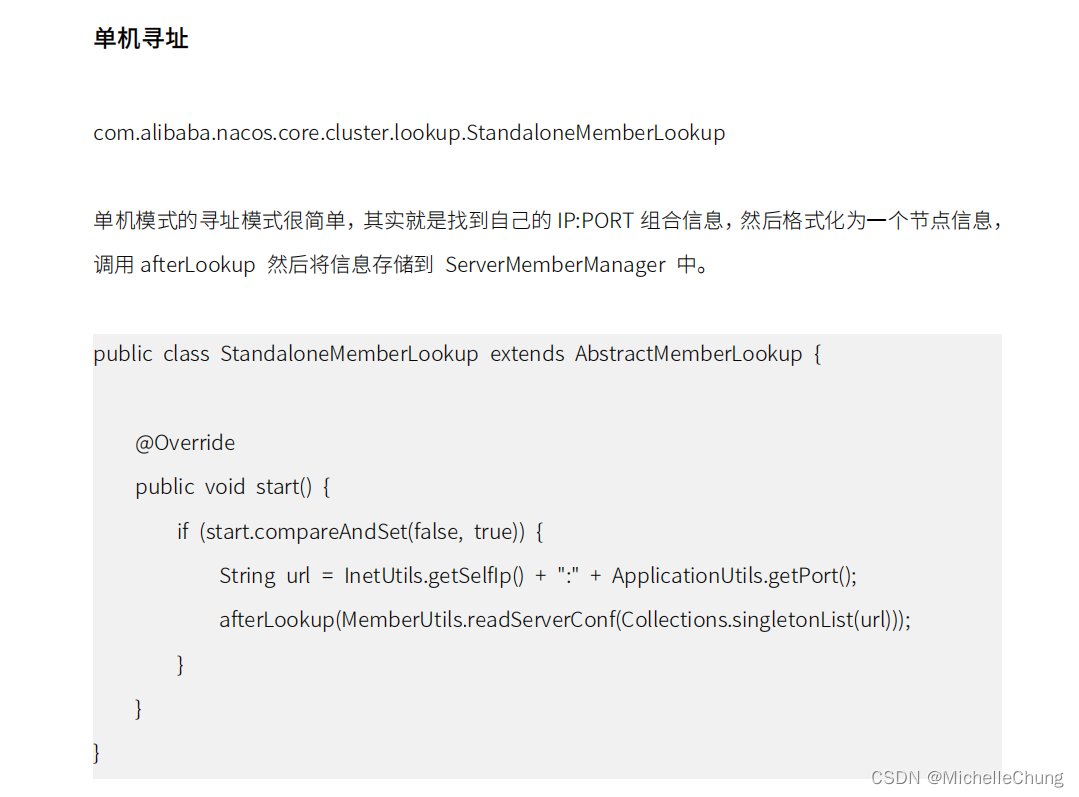 单机寻址
com.alibaba.nacos.core.cluster.lookup.StandaloneMemberLookup
单机模式的寻址模式很简单，其实就是找到自己的 IP:PORT 组合信息，然后格式化为一个节点信息，
调用 afterLookup 然后将信息存储到 ServerMemberManager 中。
public class StandaloneMemberLookup extends AbstractMemberLookup {
@Override
public void start() {
if (start.compareAndSet(false, true)) {
String url = InetUtils.getSelfIp() + ":" + ApplicationUtils.getPort();
afterLookup(MemberUtils.readServerConf(Collections.singletonList(url)));
}
}
}
CSDN @MichelleChung